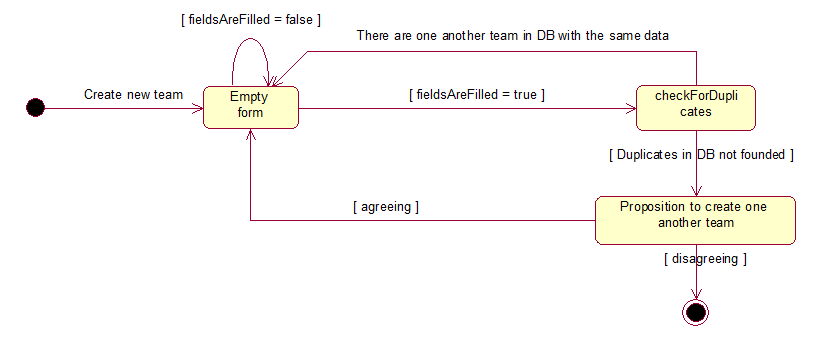 [ fieldsAreFilled = false ]
There are one another team in DB with the same data
Create new team
Empty
form
[ fieldsAreFilled = true ]
checkForDupli
cates
[ Duplicates in DB not founded ]
[ agreeing ]
Proposition to create one
another team
[ disagreeing ]